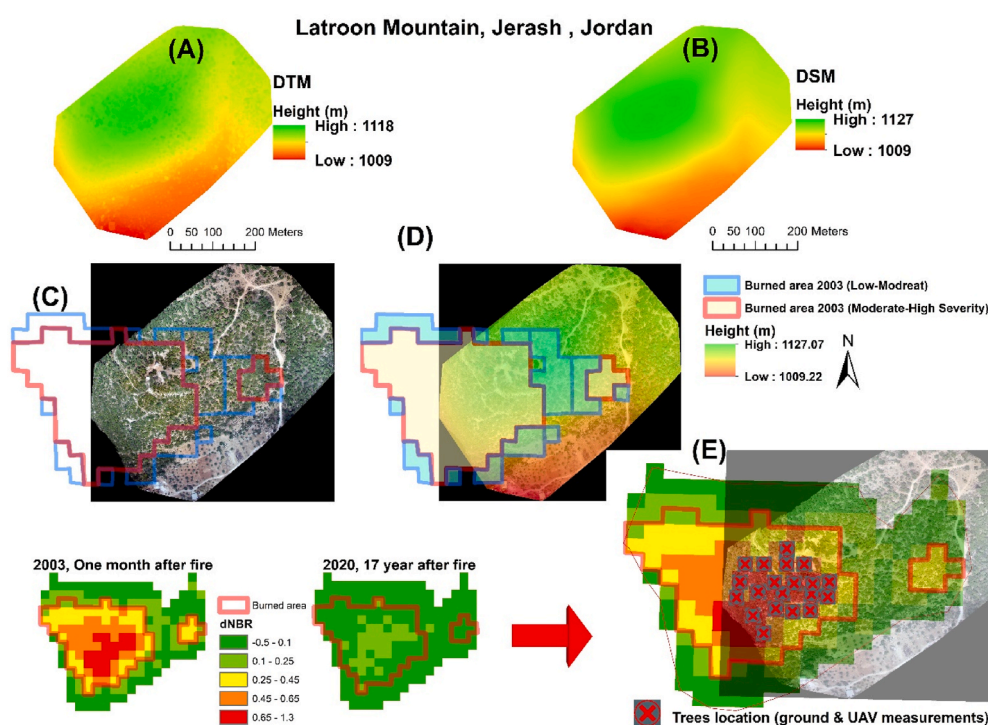 Latroon Mountain, Jerash , Jordan
(A)
DTM
Height (m)
High : 1118
Low : 1009
0 50 100 200 Meters
(B)
DSM
Height (m)
High : 1127
Low : 1009
0 50 100 200 Meters
(C)
(D)
Burned area 2003 (Low-Modreat)
Burned area 2003 (Moderate-High Severity)
Height (m)
High : 1127.07
Low : 1009.22
N
(E)
2003, One month after fire
2020, 17 year after fire
Burned area
dNBR
-0.5 - 0.1
0.1 - 0.25
0.25 - 0.45
0.45 - 0.65
0.65 - 1.3
Trees location (ground & UAV measurements)